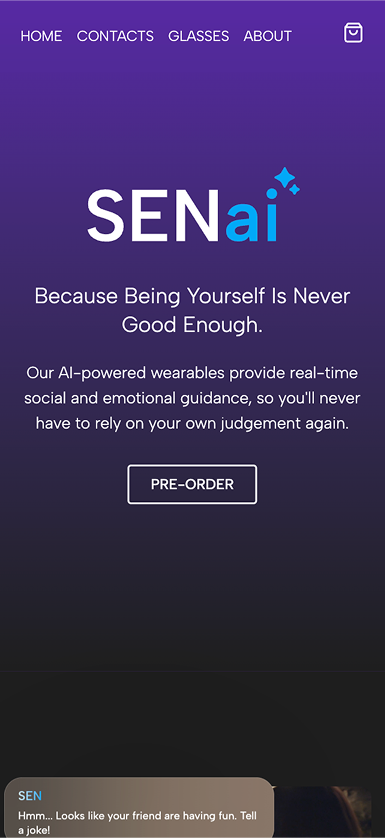 HOME CONTACTS GLASSES ABOUT
SENai
Because Being Yourself Is Never
Good Enough.
Our AI-powered wearables provide real-time
social and emotional guidance, so you'll never
have to rely on your own judgement again.
PRE-ORDER
SEN
Hmm... Looks like your friend are having fun. Tell
a joke!